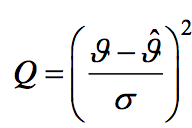 Q = ( (ϑ − ϑ̂) / σ )²